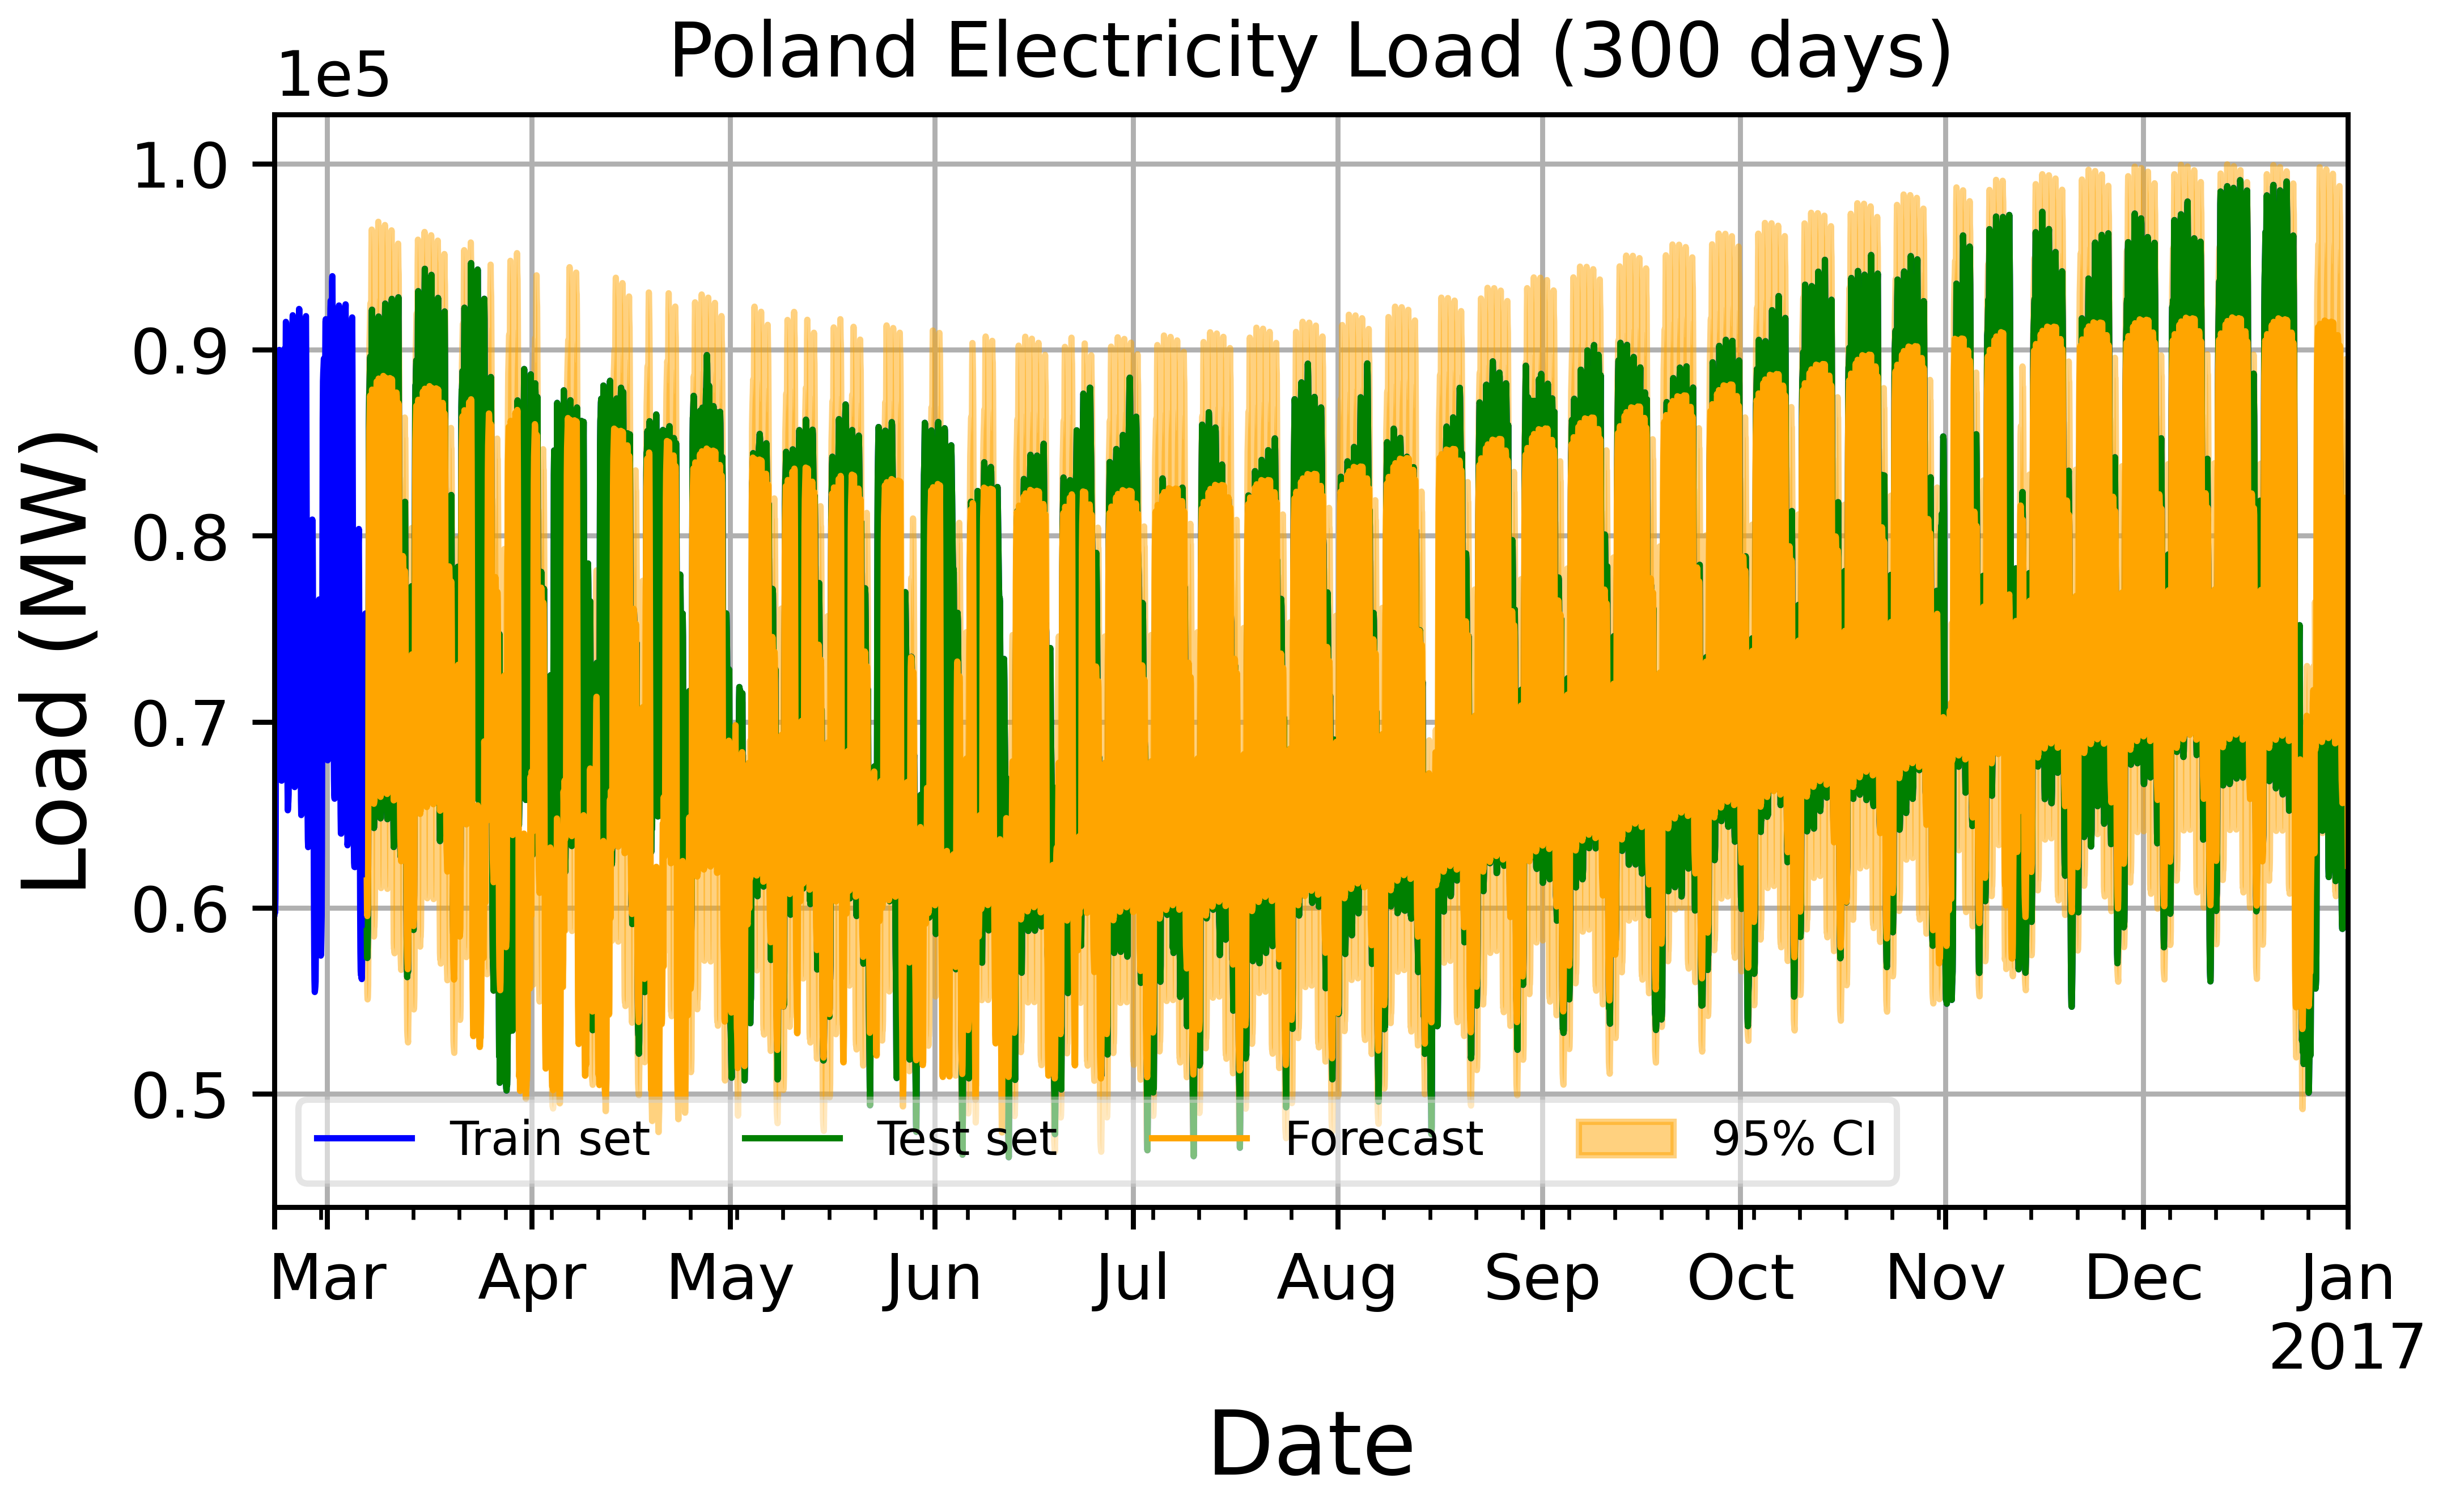 Poland Electricity Load (300 days)
1e5
1.0
0.9
0.8
0.7
0.6
0.5
Load (MW)
Train set Test set Forecast 95% CI
Mar Apr May Jun Jul Aug Sep Oct Nov Dec Jan
2017
Date